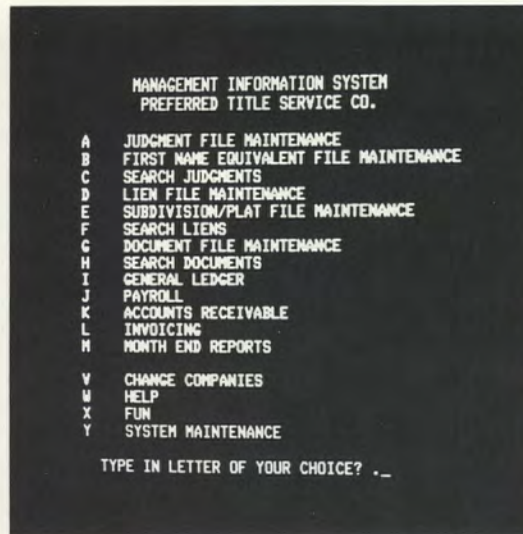 MANAGEMENT INFORMATION SYSTEM
PREFERRED TITLE SERVICE CO.
A JUDGMENT FILE MAINTENANCE
B FIRST NAME EQUIVALENT FILE MAINTENANCE
C SEARCH JUDGMENTS
D LIEN FILE MAINTENANCE
E SUBDIVISION/PLAT FILE MAINTENANCE
F SEARCH LIENS
G DOCUMENT FILE MAINTENANCE
H SEARCH DOCUMENTS
I GENERAL LEDGER
J PAYROLL
K ACCOUNTS RECEIVABLE
L INVOICING
M MONTH END REPORTS
V CHANGE COMPANIES
W HELP
X FUN
Y SYSTEM MAINTENANCE
TYPE IN LETTER OF YOUR CHOICE? ._